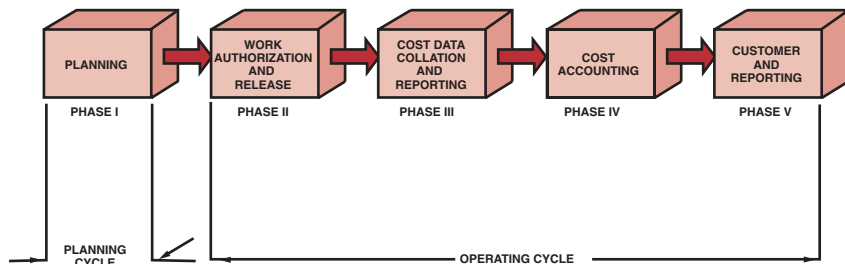 PLANNING
WORK
AUTHORIZATION
AND
RELEASE
COST DATA
COLLATION
AND
REPORTING
COST
ACCOUNTING
CUSTOMER
AND
REPORTING
PHASE I
PHASE II
PHASE III
PHASE IV
PHASE V
PLANNING
CYCLE
OPERATING CYCLE